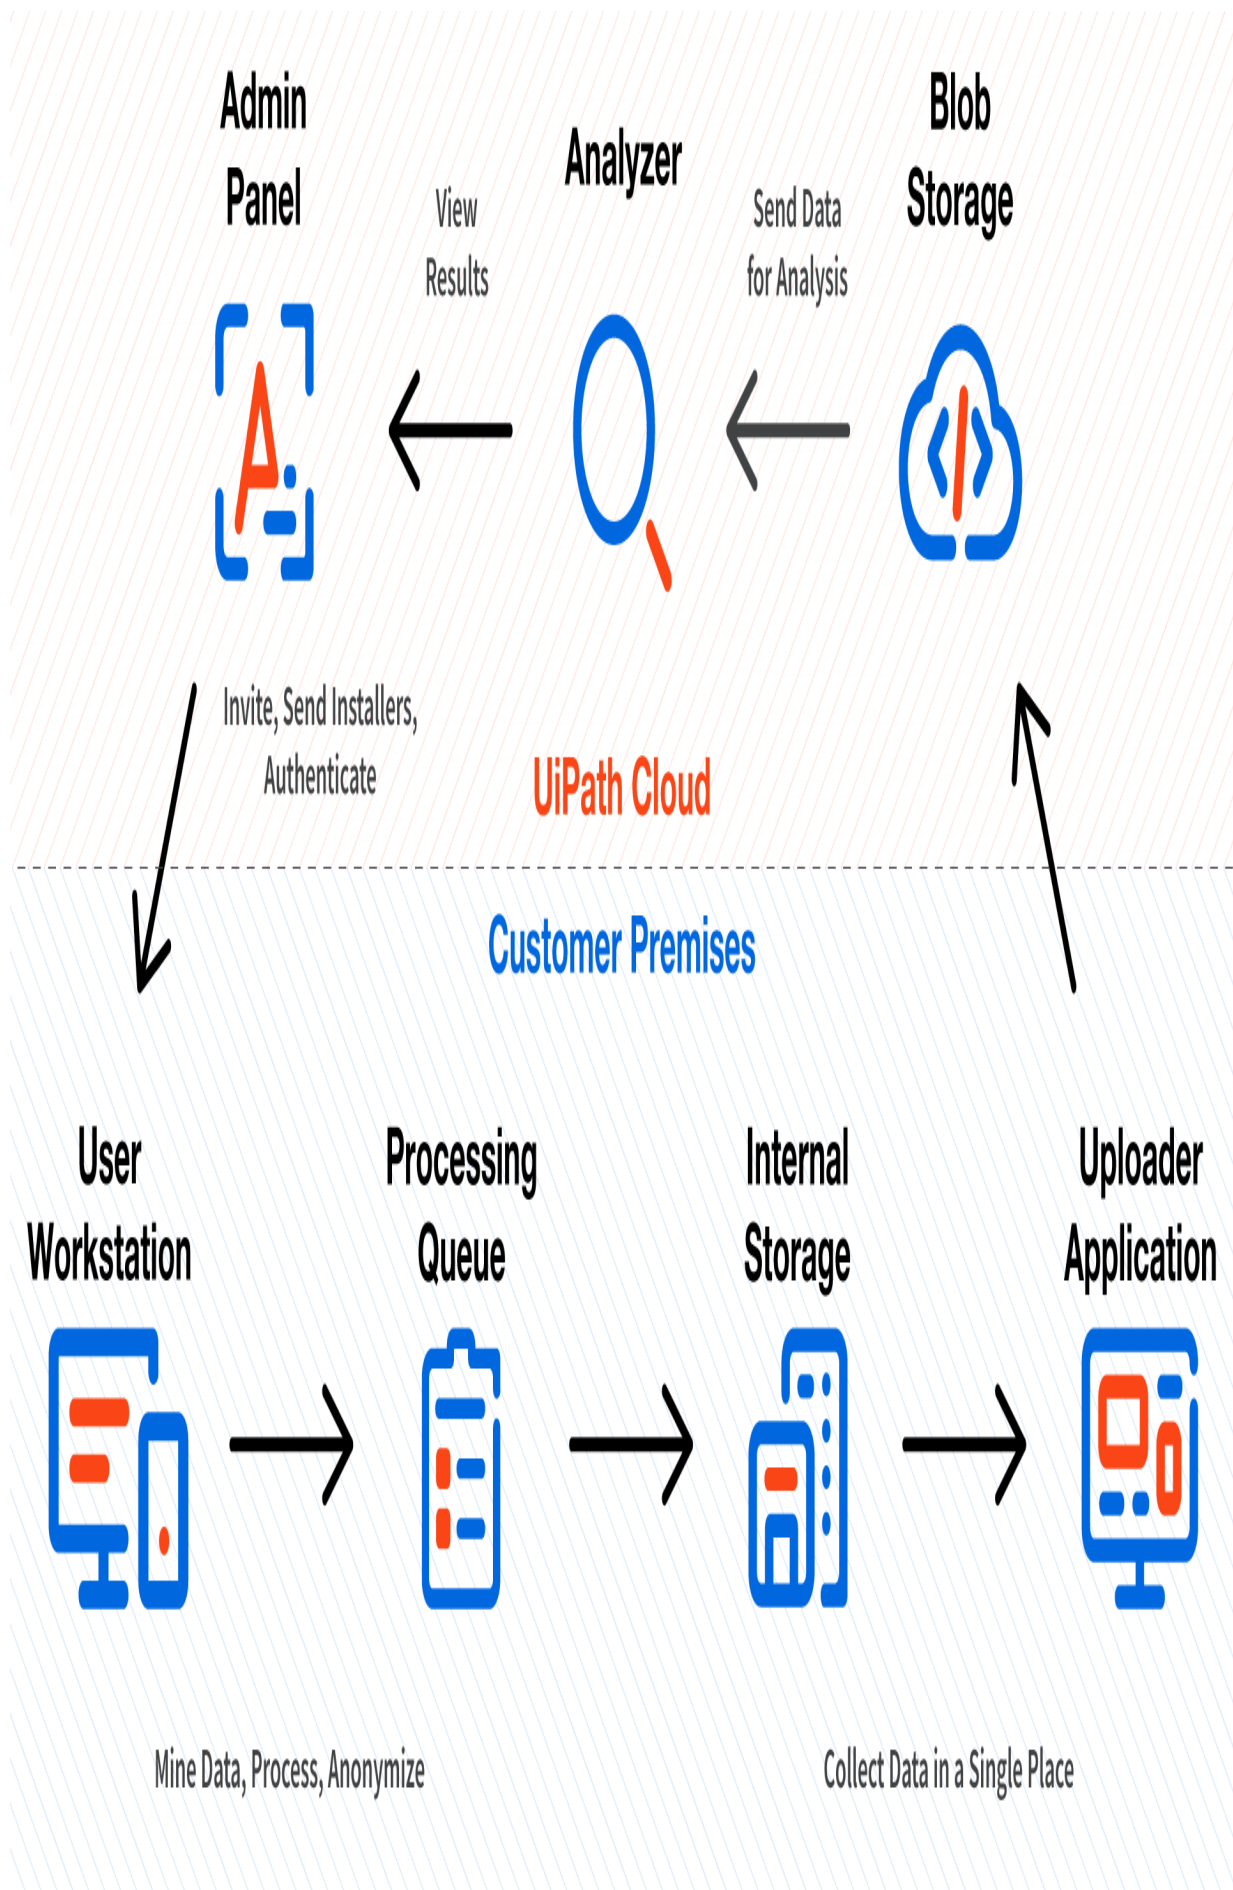 Admin
Panel
View
Results
Analyzer
Send Data
for Analysis
Blob
Storage
Invite, Send Installers,
Authenticate
UiPath Cloud
Customer Premises
User
Workstation
Processing
Queue
Internal
Storage
Uploader
Application
Mine Data, Process, Anonymize
Collect Data in a Single Place